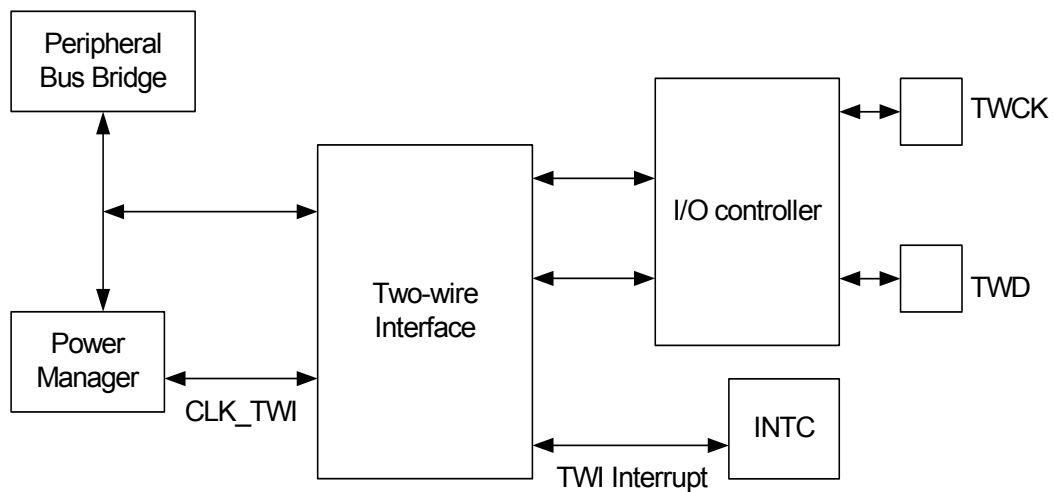 Peripheral
Bus Bridge
TWCK
I/O controller
Two-wire
Interface
TWD
Power
Manager
CLK_TWI
INTC
TWI Interrupt